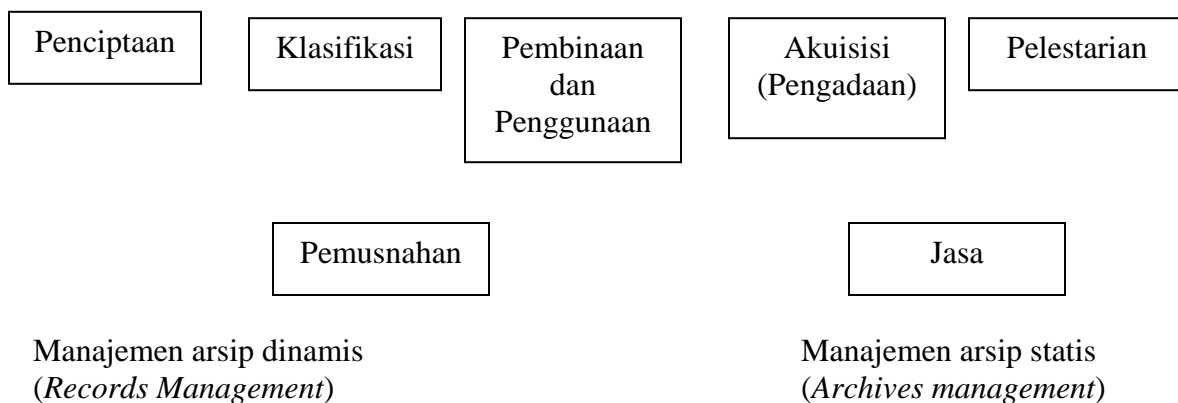 Penciptaan
Klasifikasi
Pembinaan
dan
Penggunaan
Akuisisi
(Pengadaan)
Pelestarian
Pemusnahan
Jasa
Manajemen arsip dinamis
(Records Management)
Manajemen arsip statis
(Archives management)